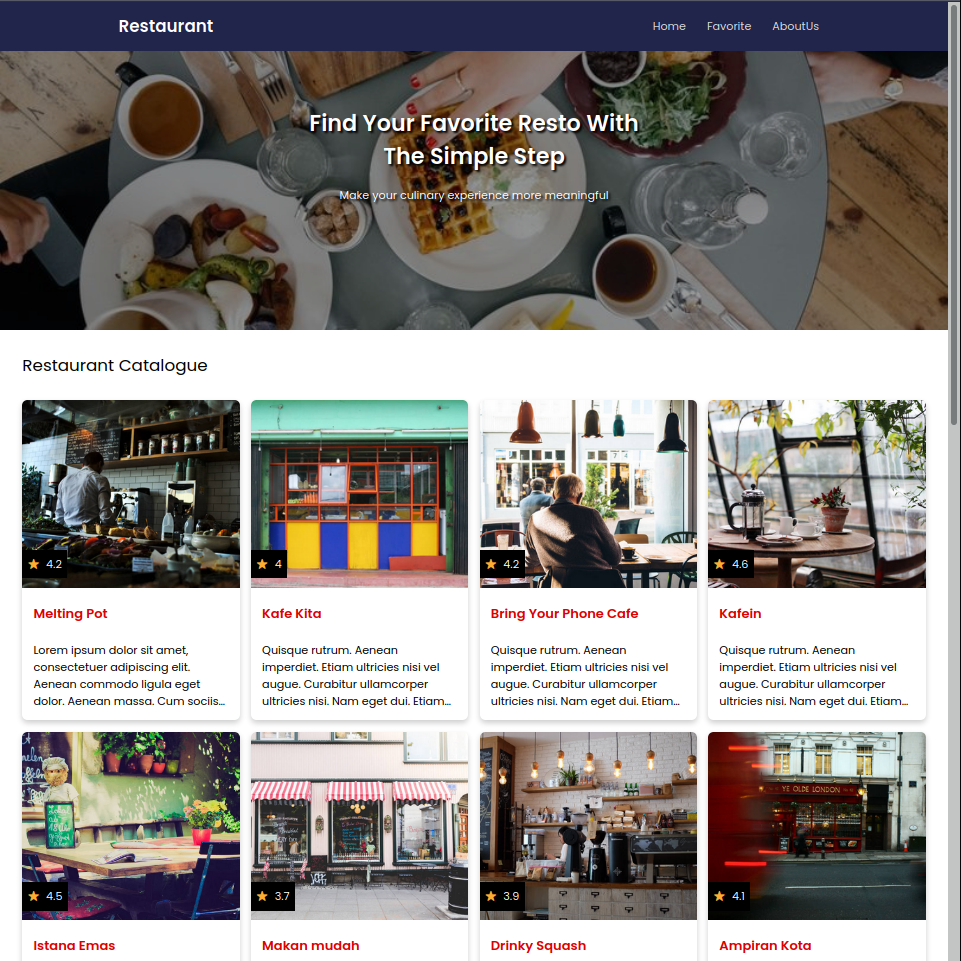 Restaurant
Home Favorite AboutUs
Find Your Favorite Resto With
The Simple Step
Make your culinary experience more meaningful
Restaurant Catalogue
4.2
4
4.2
4.6
Melting Pot
Lorem ipsum dolor sit amet,
consectetuer adipiscing elit.
Aenean commodo ligula eget
dolor. Aenean massa. Cum sociis...
Kafe Kita
Quisque rutrum. Aenean
imperdiet. Etiam ultricies nisi vel
augue. Curabitur ullamcorper
ultricies nisi. Nam eget dui. Etiam...
Bring Your Phone Cafe
Quisque rutrum. Aenean
imperdiet. Etiam ultricies nisi vel
augue. Curabitur ullamcorper
ultricies nisi. Nam eget dui. Etiam...
Kafein
Quisque rutrum. Aenean
imperdiet. Etiam ultricies nisi vel
augue. Curabitur ullamcorper
ultricies nisi. Nam eget dui. Etiam...
YE OLDE LONDON
4.5
3.7
3.9
4.1
Istana Emas
Makan mudah
Drinky Squash
Ampiran Kota